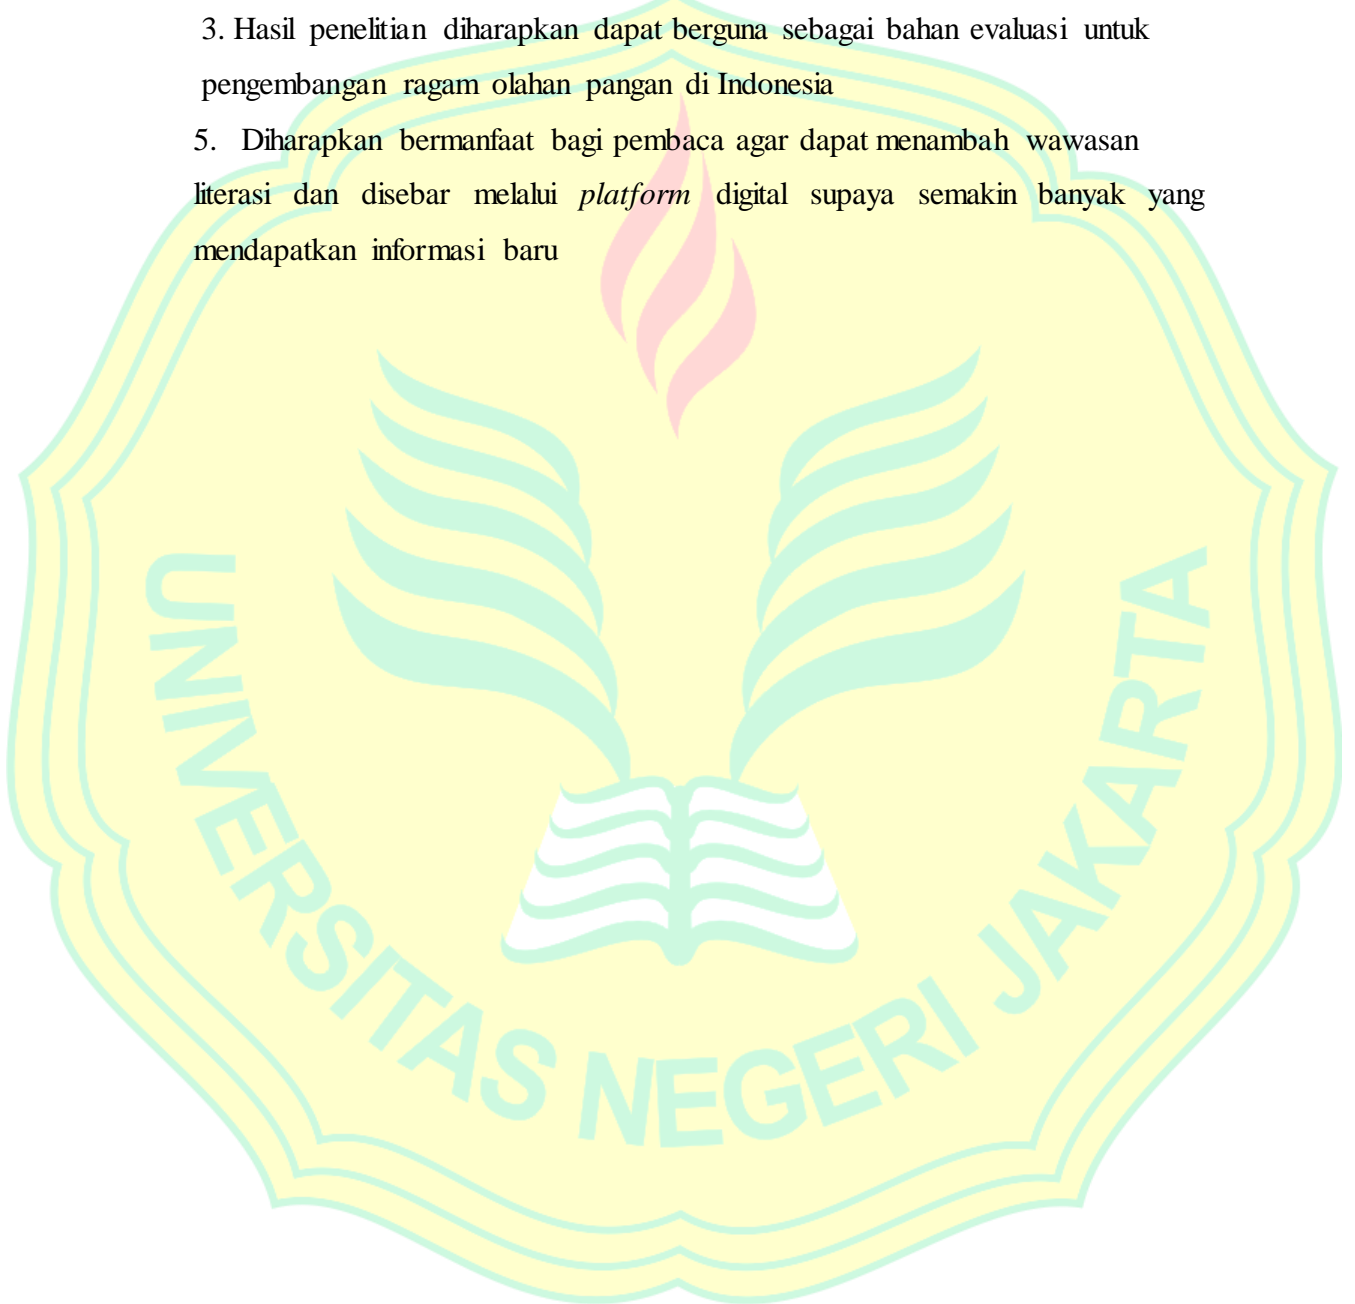 3. Hasil penelitian diharapkan dapat berguna sebagai bahan evaluasi untuk
pengembangan ragam olahan pangan di Indonesia
5. Diharapkan bermanfaat bagi pembaca agar dapat menambah wawasan
literasi dan disebar melalui platform digital supaya semakin banyak yang
mendapatkan informasi baru
UNIVERSITAS NEGERI JAKARTA